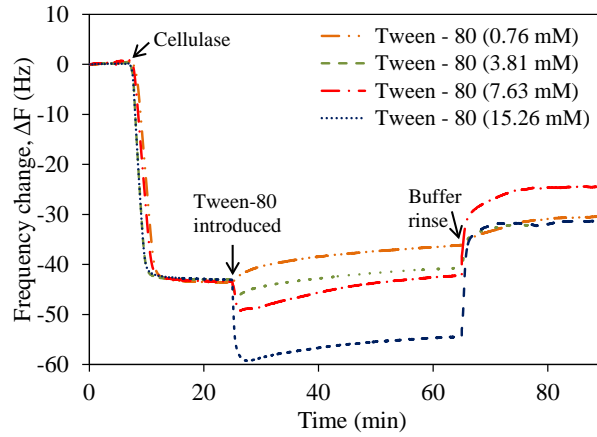 10
0
-10
-20
-30
-40
-50
-60
Frequency change, ΔF (Hz)
Cellulase
Tween - 80 (0.76 mM)
Tween - 80 (3.81 mM)
Tween - 80 (7.63 mM)
Tween - 80 (15.26 mM)
Tween-80
introduced
Buffer
rinse
0
20
40
60
80
Time (min)